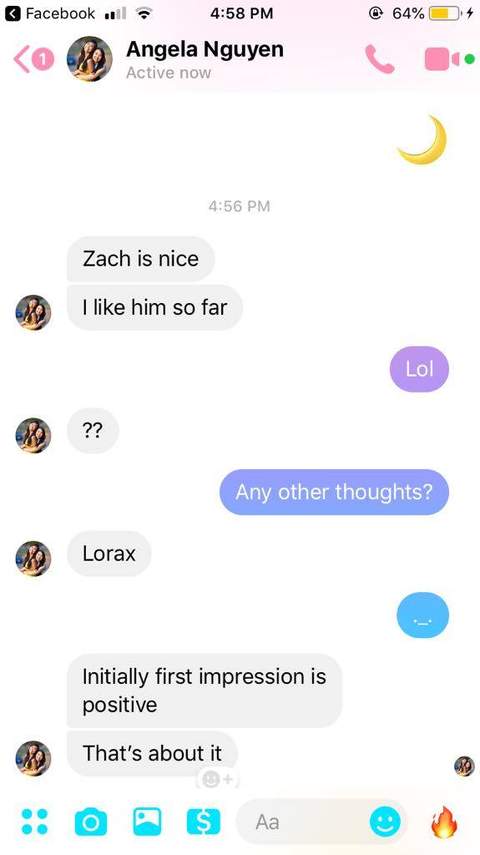 Facebook 4:58 PM 64%
1 Angela Nguyen
Active now
4:56 PM
Zach is nice
I like him so far
Lol
??
Any other thoughts?
Lorax
._.
Initially first impression is
positive
That’s about it
$ Aa